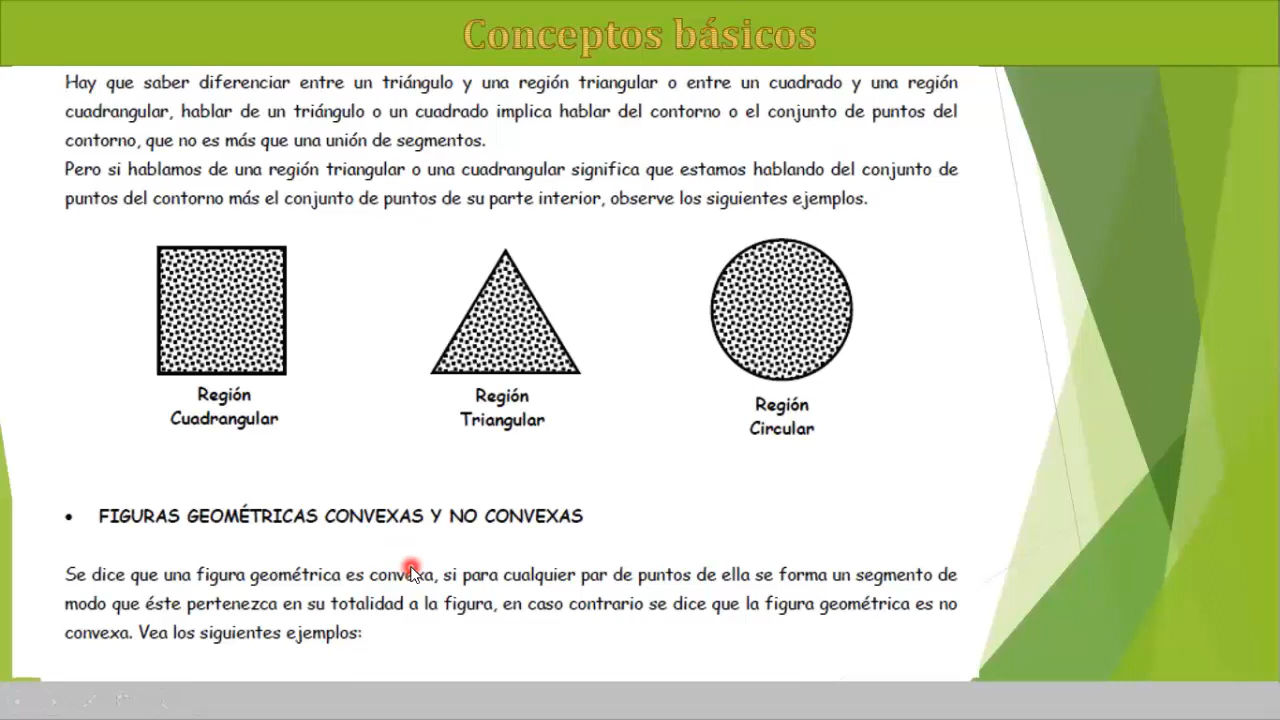 Conceptos básicos
Hay que saber diferenciar entre un triángulo y una región triangular o entre un cuadrado y una región
cuadrangular, hablar de un triángulo o un cuadrado implica hablar del contorno o el conjunto de puntos del
contorno, que no es más que una unión de segmentos.
Pero si hablamos de una región triangular o una cuadrangular significa que estamos hablando del conjunto de
puntos del contorno más el conjunto de puntos de su parte interior, observe los siguientes ejemplos.
Región
Cuadrangular
Región
Triangular
Región
Circular
• FIGURAS GEOMÉTRICAS CONVEXAS Y NO CONVEXAS
Se dice que una figura geométrica es convexa, si para cualquier par de puntos de ella se forma un segmento de
modo que éste pertenezca en su totalidad a la figura, en caso contrario se dice que la figura geométrica es no
convexa. Vea los siguientes ejemplos: